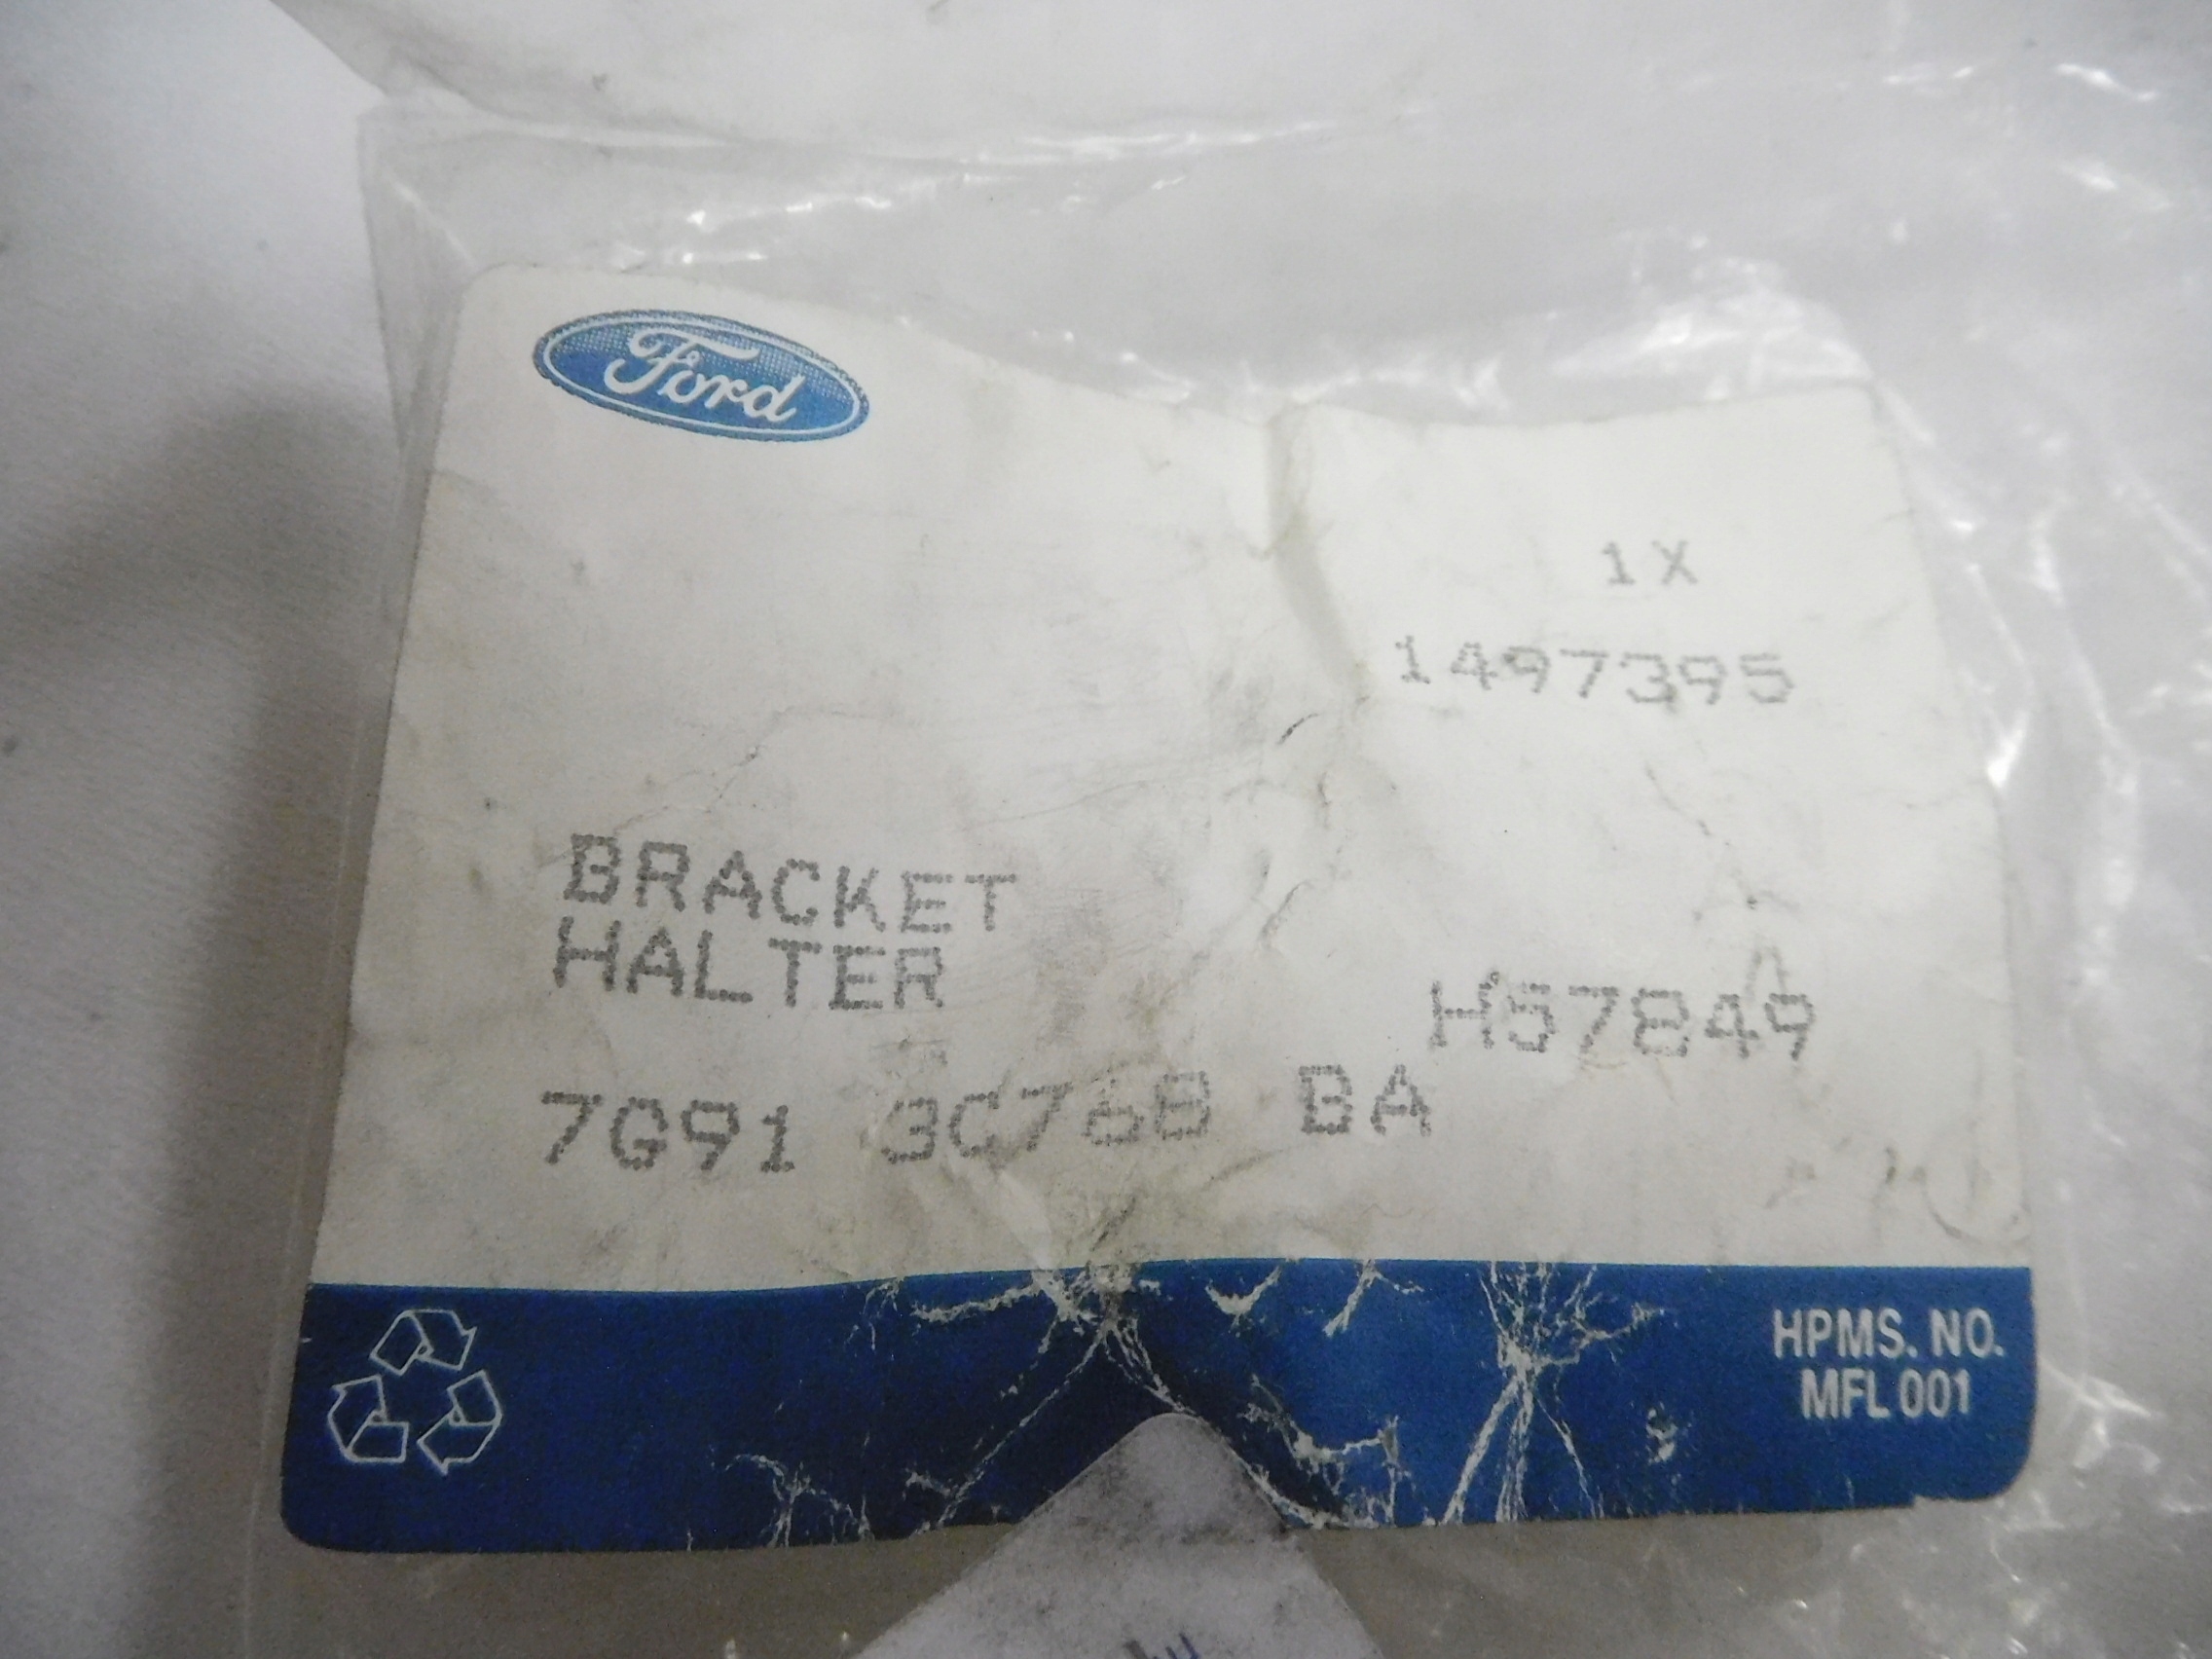 Ford
1X
1497395
BRACKET
HALTER
H57849
7G91 3C768 BA
HPMS. NO.
MFL 001